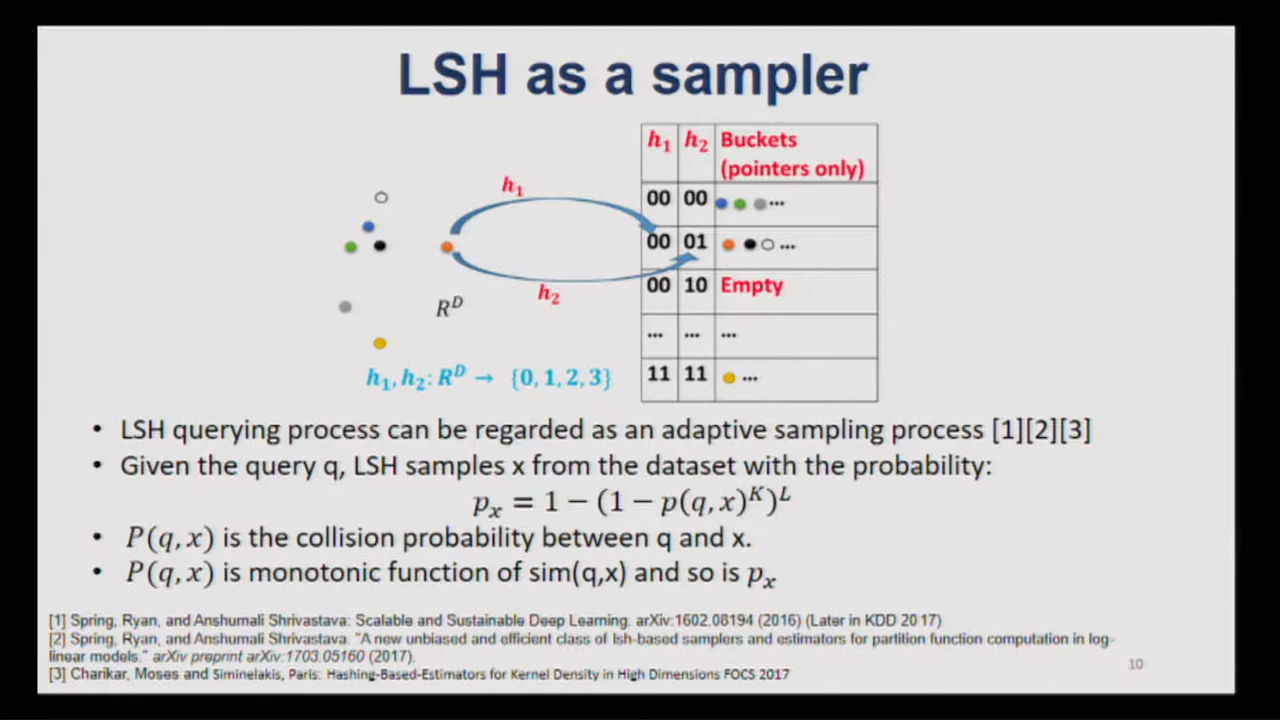 LSH as a sampler
h₁ h₂ Buckets
(pointers only)
00 00 ...
00 01 ...
00 10 Empty
... ... ...
11 11 ...
h₁
h₂
R^D
h₁, h₂: R^D → {0, 1, 2, 3}
• LSH querying process can be regarded as an adaptive sampling process [1][2][3]
• Given the query q, LSH samples x from the dataset with the probability:
pₓ = 1 − (1 − p(q, x)^K)^L
• P(q, x) is the collision probability between q and x.
• P(q, x) is monotonic function of sim(q,x) and so is pₓ
[1] Spring, Ryan, and Anshumali Shrivastava: Scalable and Sustainable Deep Learning. arXiv:1602.08194 (2016) (Later in KDD 2017)
[2] Spring, Ryan, and Anshumali Shrivastava. "A new unbiased and efficient class of lsh-based samplers and estimators for partition function computation in log-
linear models." arXiv preprint arXiv:1703.05160 (2017).
[3] Charikar, Moses and Siminelakis, Paris: Hashing-Based-Estimators for Kernel Density in High Dimensions FOCS 2017
10